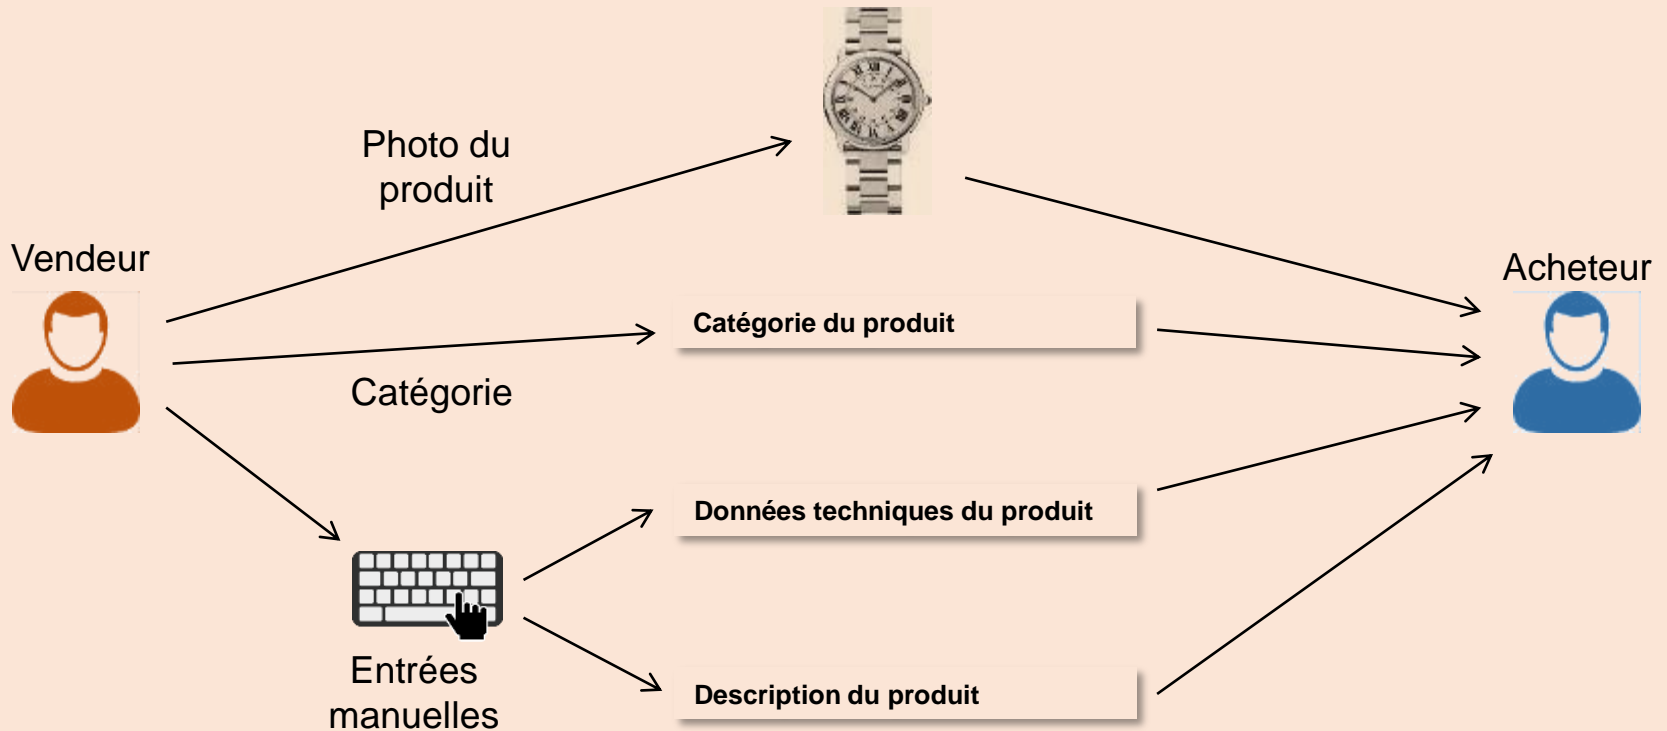 Photo du
produit
Vendeur
Acheteur
Catégorie du produit
Catégorie
Données techniques du produit
Entrées
manuelles
Description du produit